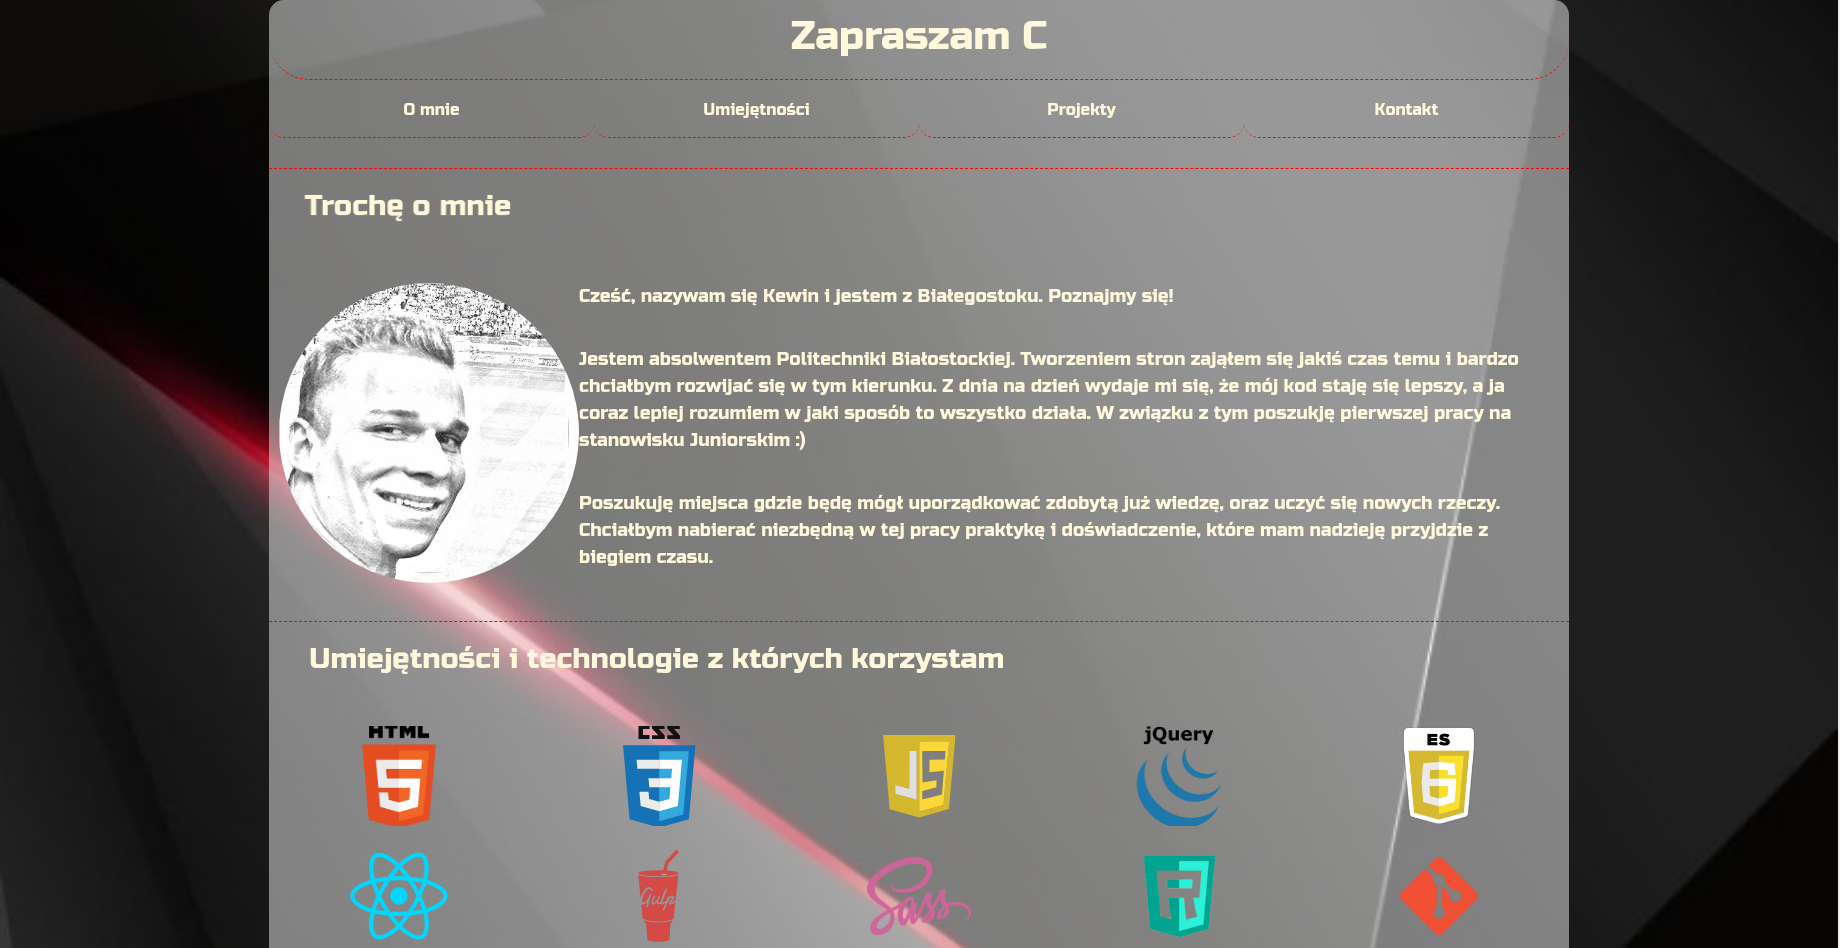 Zapraszam C
O mnie
Umiejętności
Projekty
Kontakt
Trochę o mnie
Cześć, nazywam się Kewin i jestem z Białegostoku. Poznajmy się!
Jestem absolwentem Politechniki Białostockiej. Tworzeniem stron zająłem się jakiś czas temu i bardzo
chciałbym rozwijać się w tym kierunku. Z dnia na dzień wydaje mi się, że mój kod staję się lepszy, a ja
coraz lepiej rozumiem w jaki sposób to wszystko działa. W związku z tym poszukję pierwszej pracy na
stanowisku Juniorskim :)
Poszukuję miejsca gdzie będę mógł uporządkować zdobytą już wiedzę, oraz uczyć się nowych rzeczy.
Chciałbym nabierać niezbędną w tej pracy praktykę i doświadczenie, które mam nadzieję przyjdzie z
biegiem czasu.
Umiejętności i technologie z których korzystam
HTML
5
CSS
3
JS
jQuery
ES
6
Gulp
Sass
R